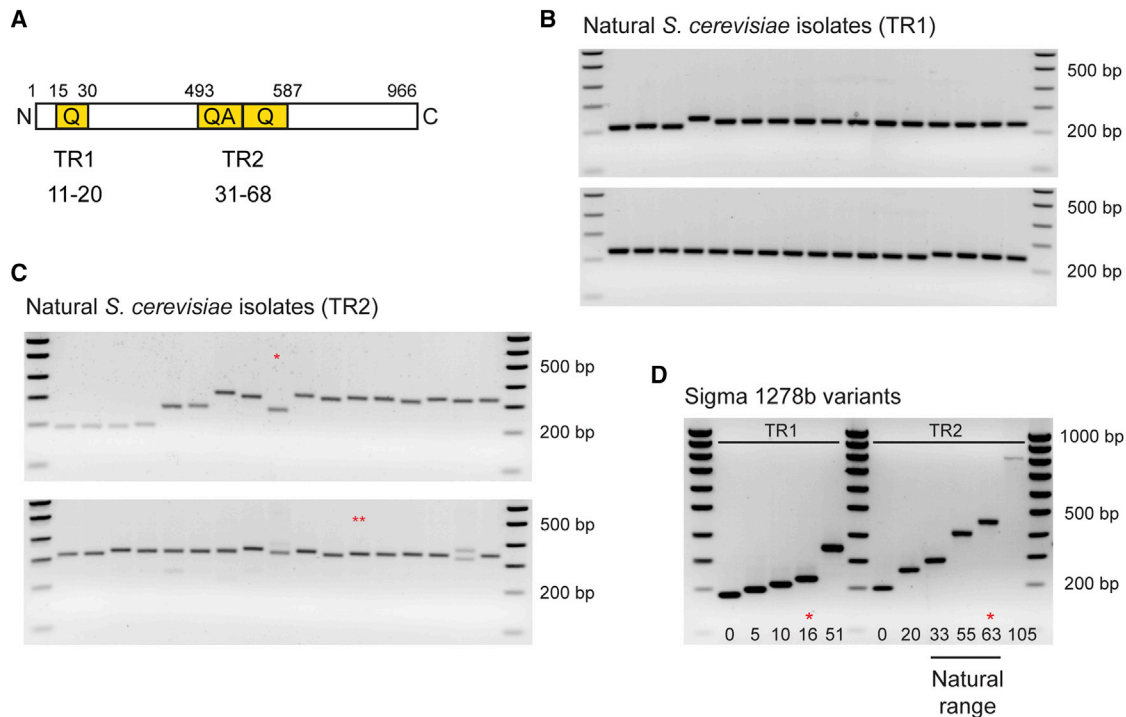 A
1 15 30 493 587 966
N Q QA Q C
TR1 TR2
11-20 31-68
B
Natural S. cerevisiae isolates (TR1)
500 bp
200 bp
500 bp
200 bp
C
Natural S. cerevisiae isolates (TR2)
*
500 bp
200 bp
**
500 bp
200 bp
D
Sigma 1278b variants
TR1 TR2
1000 bp
500 bp
200 bp
* *
0 5 10 16 51 0 20 33 55 63 105
Natural
range